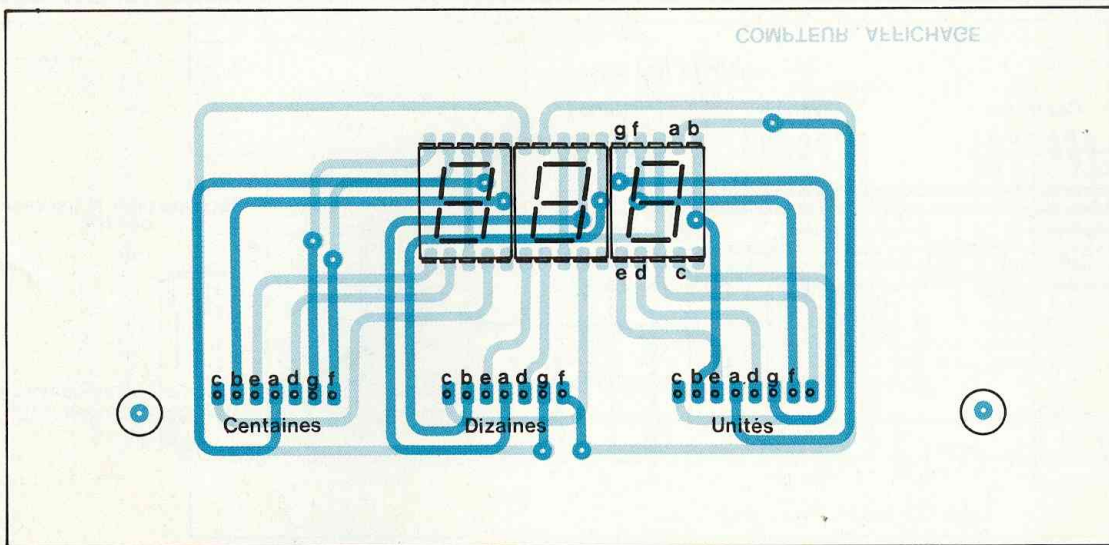 COMPTEUR . AFFICHAGE
g f a b
e d c
c b e a d g f
c b e a d g f
c b e a d g f
Centaines
Dizaines
Unités